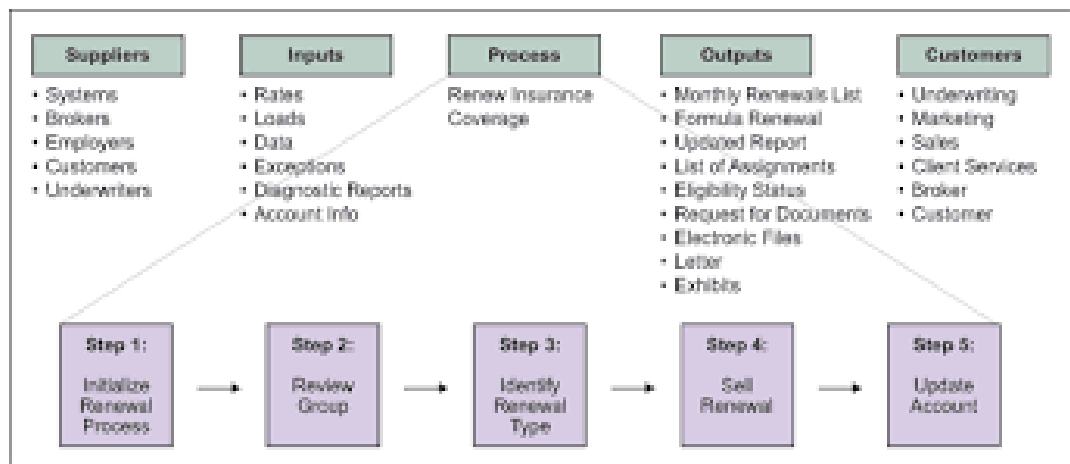 Suppliers
• Systems
• Brokers
• Employers
• Customers
• Underwriters
Inputs
• Rates
• Loads
• Data
• Exceptions
• Diagnostic Reports
• Account Info
Process
Renew Insurance
Coverage
Outputs
• Monthly Renewals List
• Formula Renewal
• Updated Report
• List of Assignments
• Eligibility Status
• Request for Documents
• Electronic Files
• Letter
• Exhibits
Customers
• Underwriting
• Marketing
• Sales
• Client Services
• Broker
• Customer
Step 1:
Initialize
Renewal
Process
Step 2:
Review
Group
Step 3:
Identify
Renewal
Type
Step 4:
Sell
Renewal
Step 5:
Update
Account